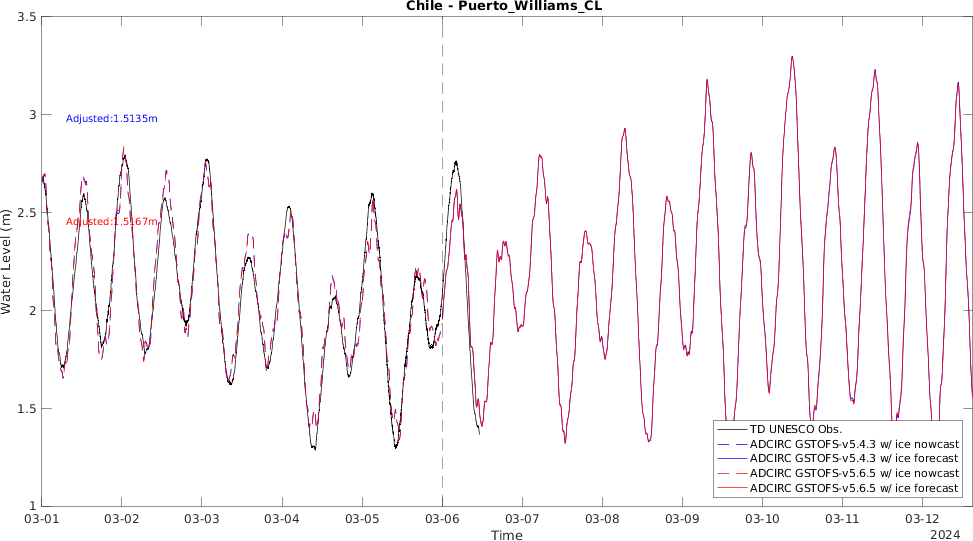 Chile - Puerto_Williams_CL
3.5
3
2.5
2
1.5
1
Water Level (m)
Adjusted:1.5135m
Adjusted:1.5167m
TD UNESCO Obs.
ADCIRC GSTOFS-v5.4.3 w/ ice nowcast
ADCIRC GSTOFS-v5.4.3 w/ ice forecast
ADCIRC GSTOFS-v5.6.5 w/ ice nowcast
ADCIRC GSTOFS-v5.6.5 w/ ice forecast
03-01 03-02 03-03 03-04 03-05 03-06 03-07 03-08 03-09 03-10 03-11 03-12
Time
2024